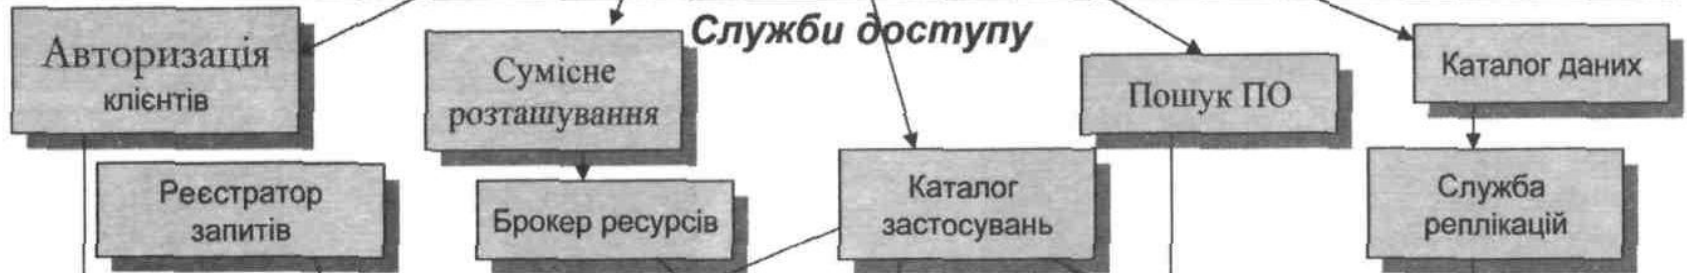 Служби доступу
Авторизація
клієнтів
Сумісне
розташування
Пошук ПО
Каталог даних
Реєстратор
запитів
Брокер ресурсів
Каталог
застосувань
Служба
реплікацій